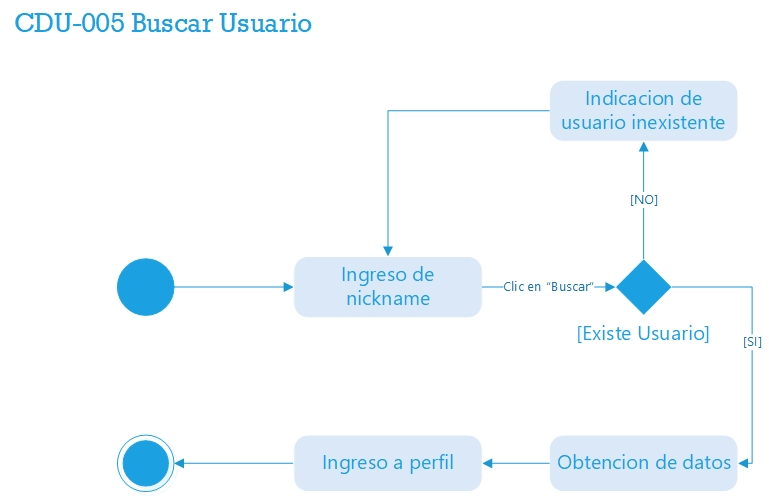 CDU-005 Buscar Usuario
Indicacion de
usuario inexistente
[NO]
Ingreso de
nickname
Clic en “Buscar”
[Existe Usuario]
[SI]
Ingreso a perfil
Obtencion de datos